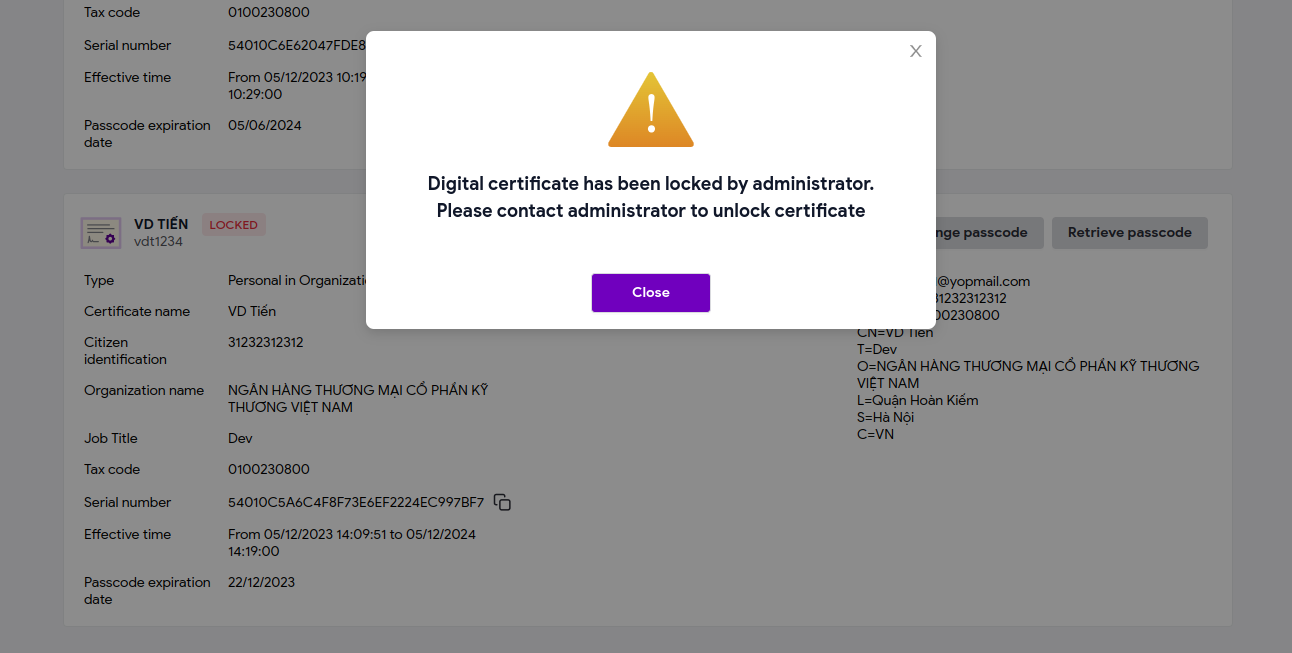 Tax code 0100230800
Serial number 54010C6E62047FDE8
Effective time From 05/12/2023 10:19
10:29:00
Passcode expiration date 05/06/2024
X
!
Digital certificate has been locked by administrator.
Please contact administrator to unlock certificate
Close
VD TIẾN LOCKED
vdt1234
nge passcode
Retrieve passcode
Type Personal in Organizati
Certificate name VD Tiến
Citizen identification 31232312312
Organization name NGÂN HÀNG THƯƠNG MẠI CỔ PHẦN KỸ
THƯƠNG VIỆT NAM
Job Title Dev
Tax code 0100230800
Serial number 54010C5A6C4F8F73E6EF2224EC997BF7
Effective time From 05/12/2023 14:09:51 to 05/12/2024
14:19:00
Passcode expiration date 22/12/2023
@yopmail.com
31232312312
00230800
CN=VD Tiến
T=Dev
O=NGÂN HÀNG THƯƠNG MẠI CỔ PHẦN KỸ THƯƠNG
VIỆT NAM
L=Quận Hoàn Kiếm
S=Hà Nội
C=VN